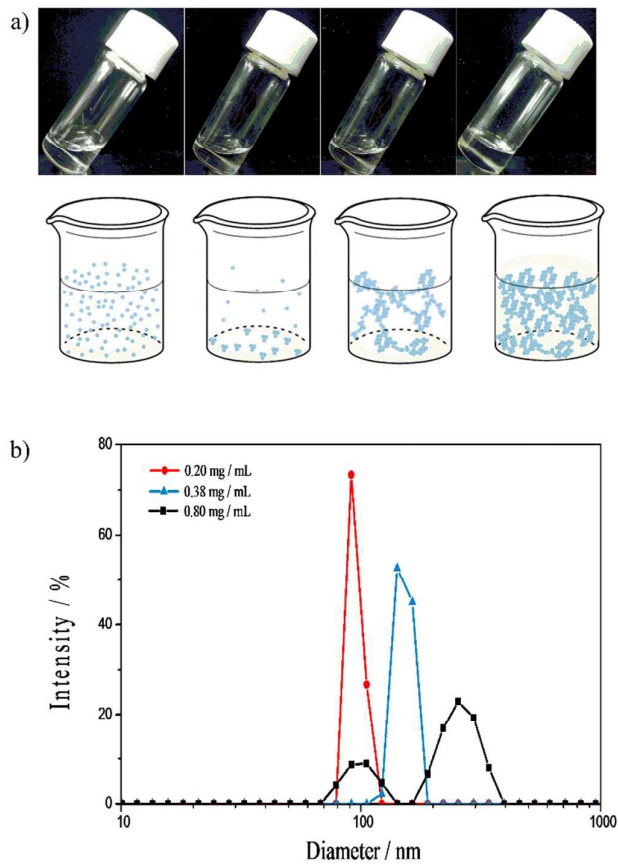 a)
b)
80
60
40
20
0
Intensity / %
0.20 mg / mL
0.38 mg / mL
0.80 mg / mL
10
100
1000
Diameter / nm